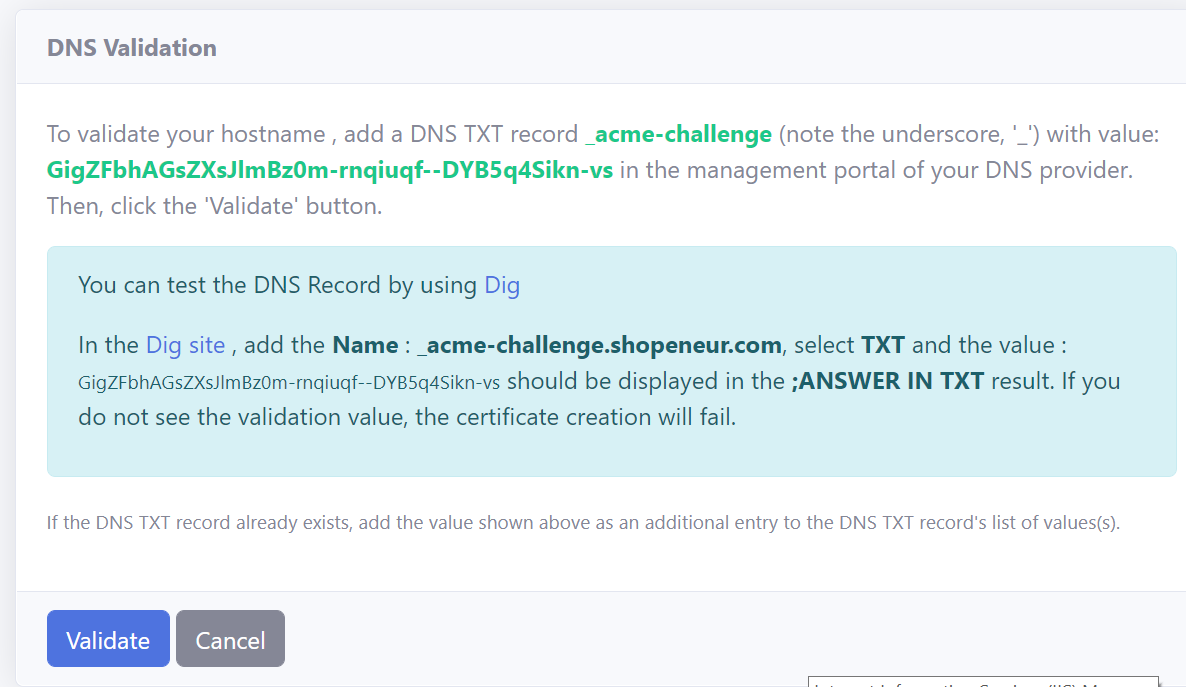 DNS Validation
To validate your hostname , add a DNS TXT record _acme-challenge (note the underscore, '_') with value:
GigZFbhAGsZXsJlmBz0m-rnqiuqf--DYB5q4Sikn-vs in the management portal of your DNS provider.
Then, click the 'Validate' button.
You can test the DNS Record by using Dig
In the Dig site , add the Name : _acme-challenge.shopeneur.com, select TXT and the value :
GigZFbhAGsZXsJlmBz0m-rnqiuqf--DYB5q4Sikn-vs should be displayed in the ;ANSWER IN TXT result. If you
do not see the validation value, the certificate creation will fail.
If the DNS TXT record already exists, add the value shown above as an additional entry to the DNS TXT record's list of values(s).
Validate Cancel